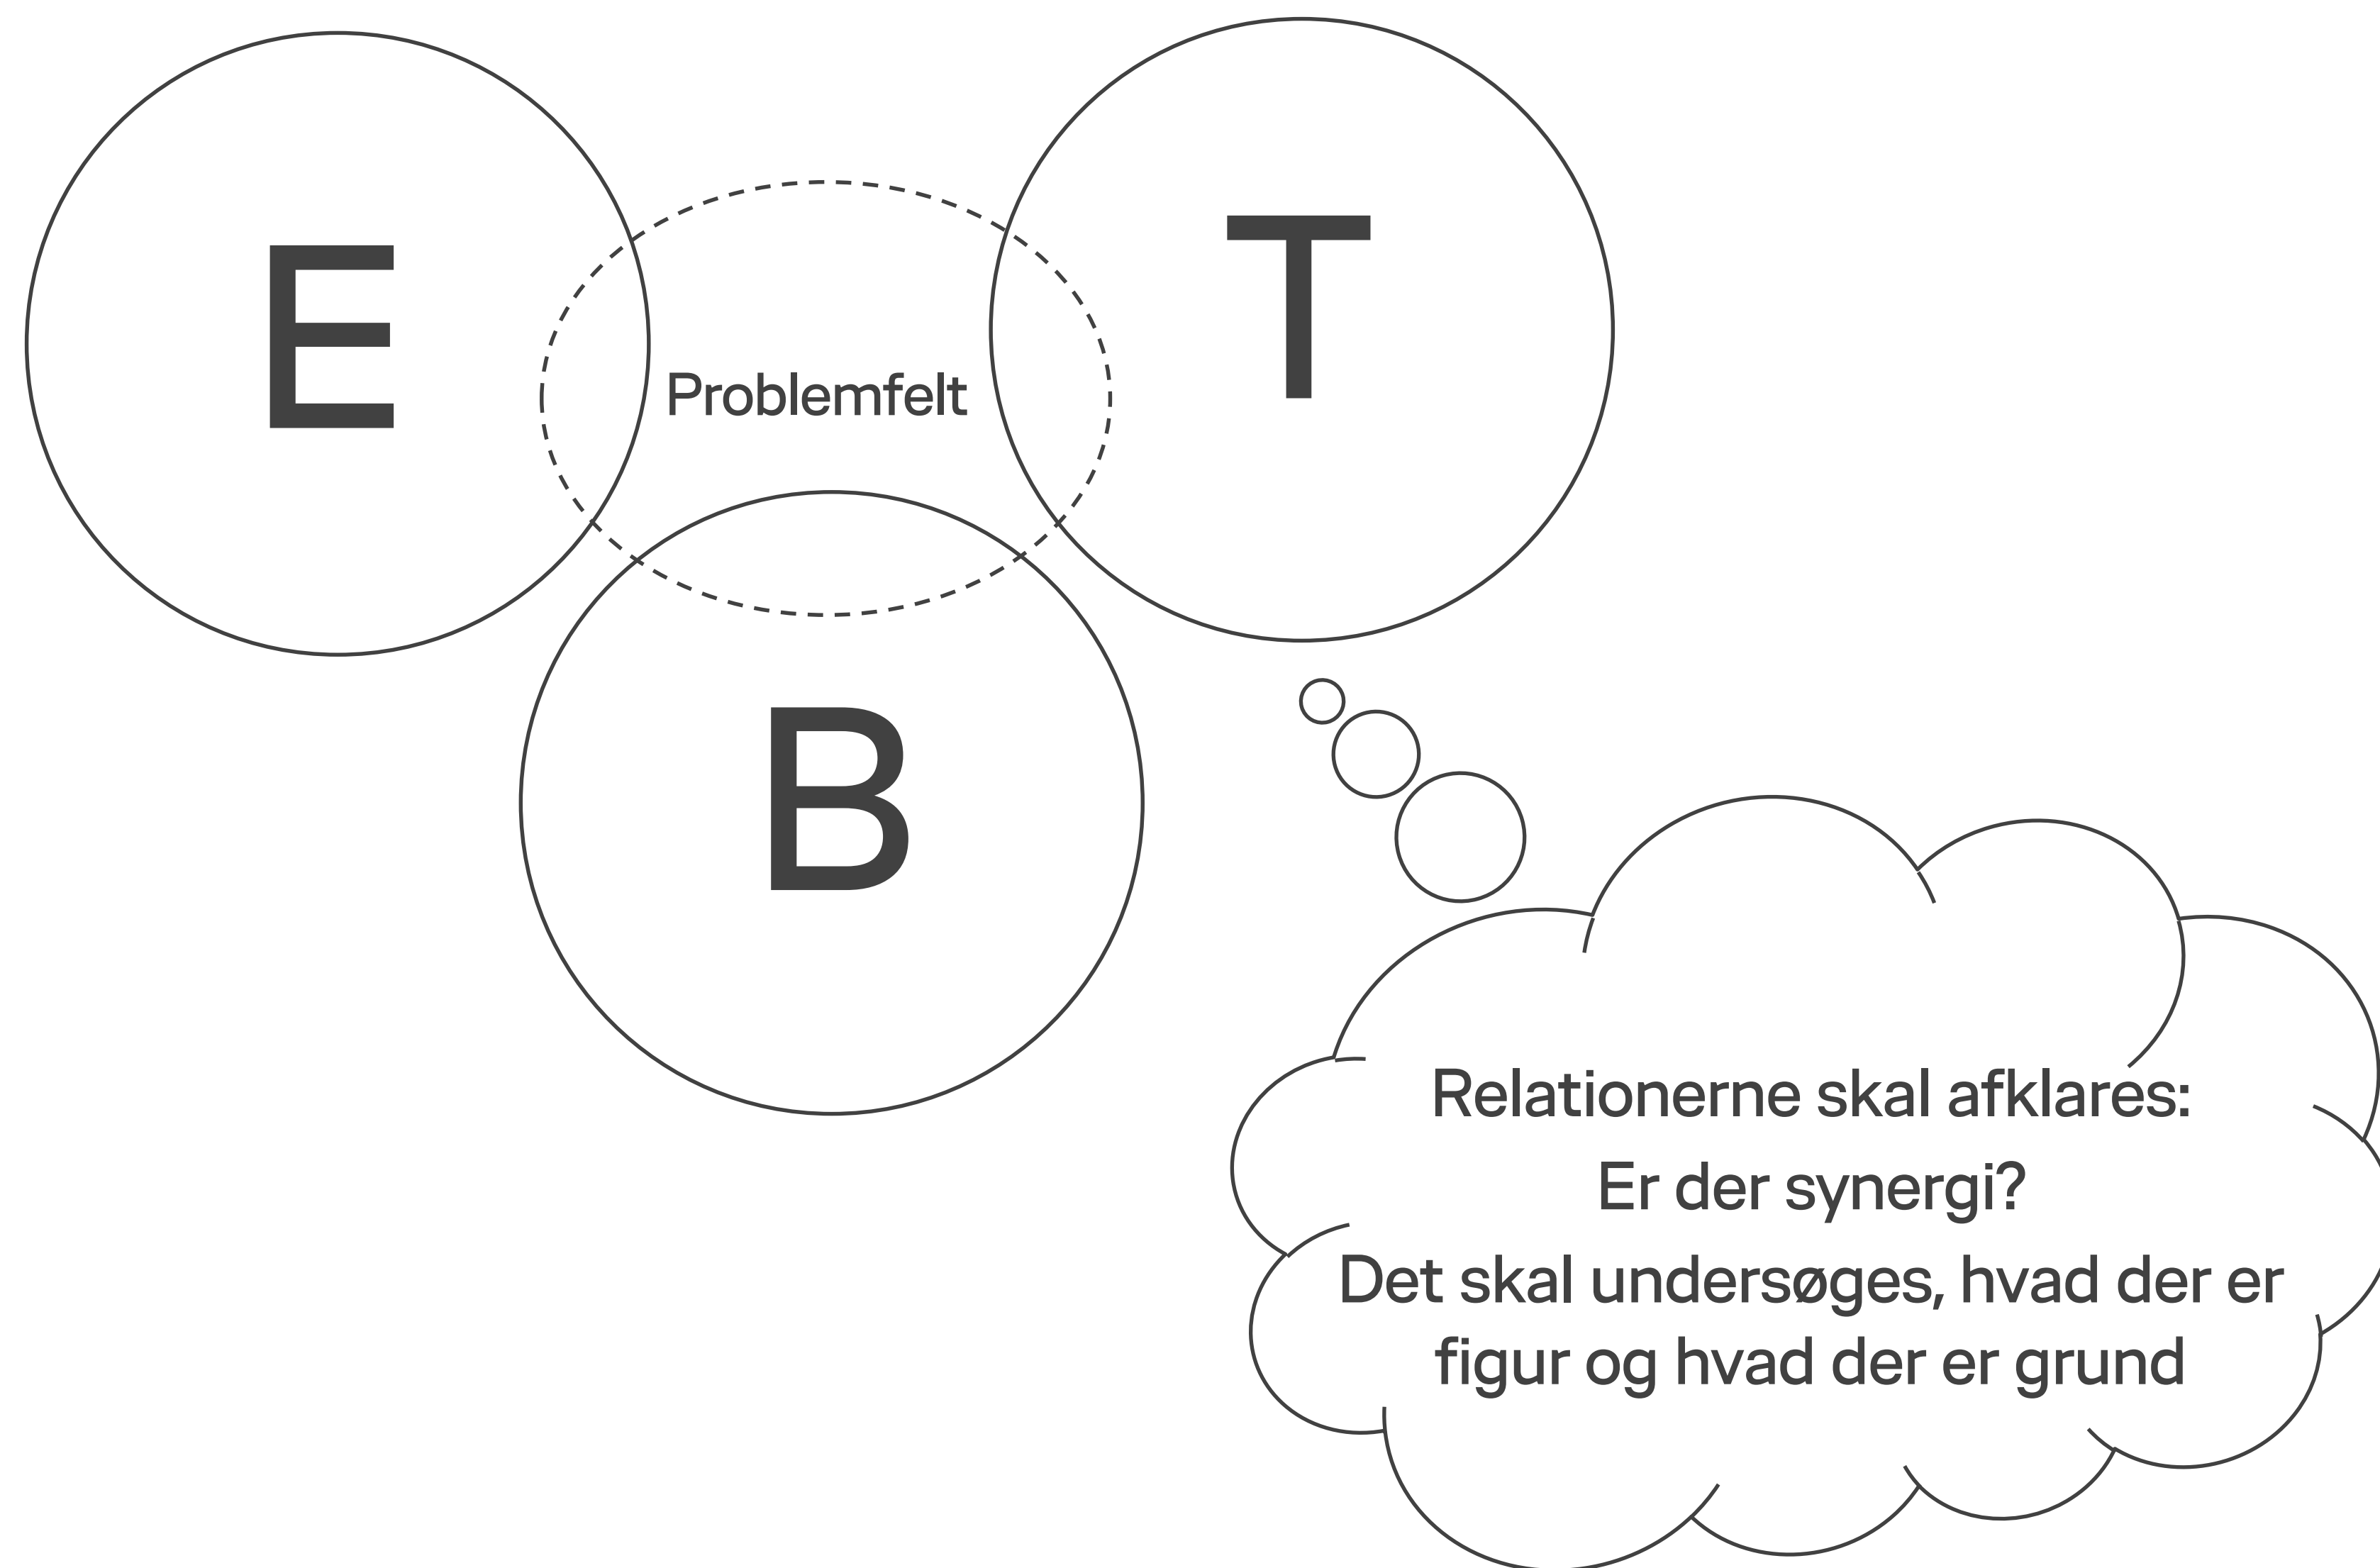 E
T
Problemfelt
B
Relationerne skal afklares:
Er der synergi?
Det skal undersøges, hvad der er
figur og hvad der er grund